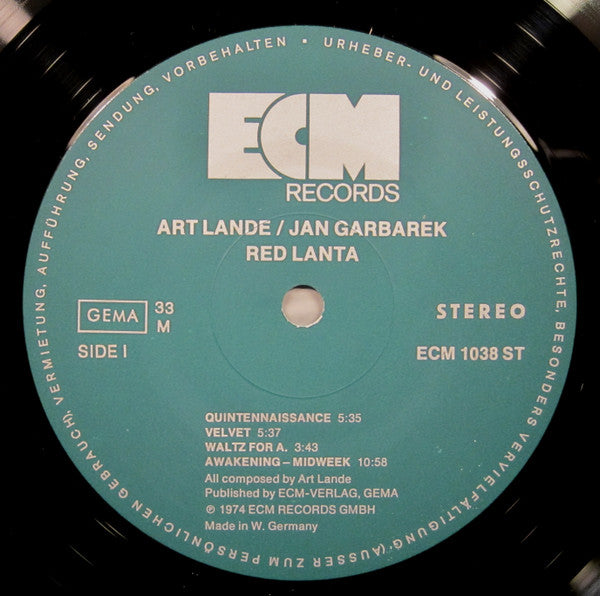 ECM
RECORDS
ART LANDE / JAN GARBAREK
RED LANTA
GEMA
33
M
STEREO
SIDE I
ECM 1038 ST
QUINTENNAISSANCE 5:35
VELVET 5:37
WALTZ FOR A. 3:43
AWAKENING – MIDWEEK 10:58
All composed by Art Lande
Published by ECM-VERLAG, GEMA
℗ 1974 ECM RECORDS GMBH
Made in W. Germany
URHEBER- UND LEISTUNGSSCHUTZRECHTE, BESONDERS VERVIELFÄLTIGUNG (AUSSER ZUM PERSÖNLICHEN GEBRAUCH), VERMIETUNG, AUFFÜHRUNG, SENDUNG, VORBEHALTEN •